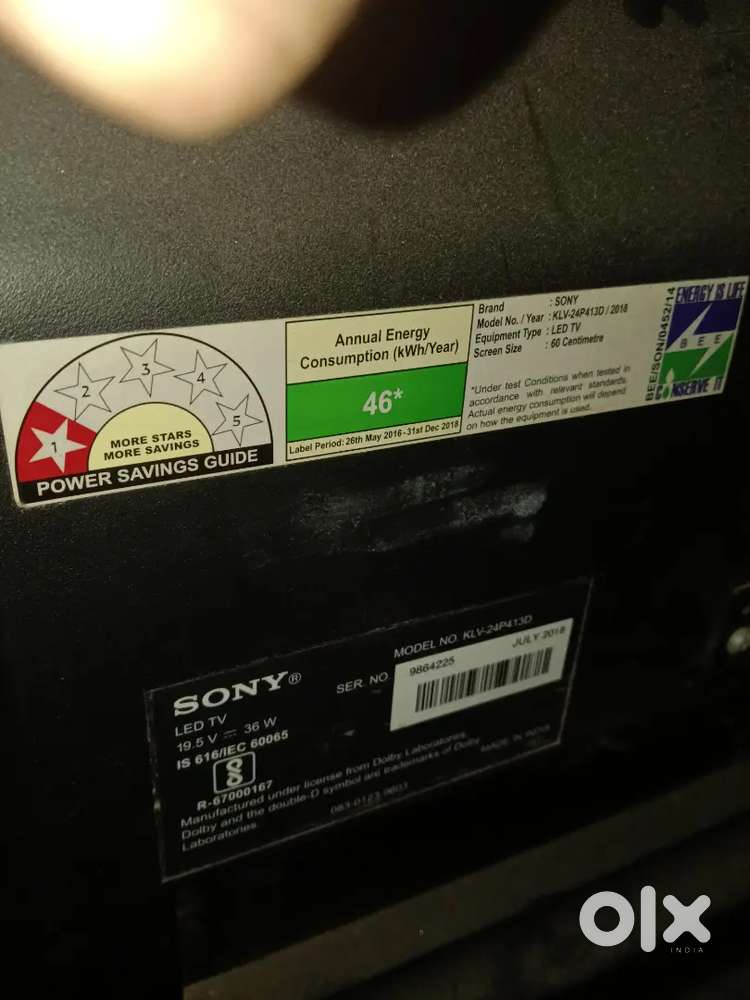 1
2
3
4
5
MORE STARS
MORE SAVINGS
POWER SAVINGS GUIDE
Annual Energy
Consumption (kWh/Year)
46*
Label Period: 26th May 2016 -31st Dec 2018
Brand : SONY
Model No. / Year : KLV-24P413D / 2018
Equipment Type : LED TV
Screen Size : 60 Centimetre
*Under test Conditions when tested in
accordance with relevant standards.
Actual energy consumption will depend
on how the equipment is used.
BEE/SON/0452/14
ENERGY IS LIFE
BEE
CONSERVE IT
SONY®
LED TV
19.5 V 36 W
IS 616/IEC 60065
R-67000167
MODEL NO. KLV-24P413D
SER. NO. 9864225 JULY 2018
Manufactured under license from Dolby Laboratories.
Dolby and the double-D symbol are trademarks of Dolby
Laboratories.
MADE IN INDIA
083-0123-9603
olx
INDIA